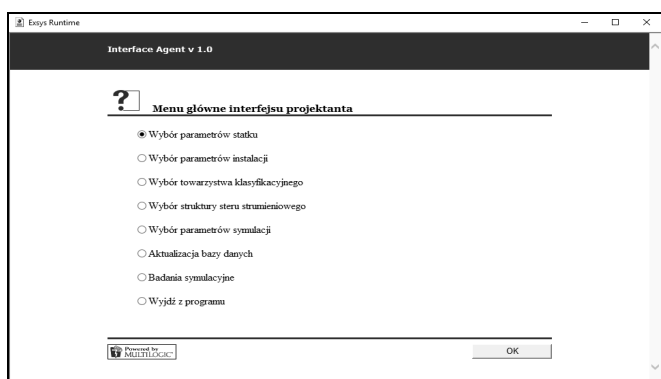 Exsys Runtime
Interface Agent v 1.0
?
Menu główne interfejsu projektanta
Wybór parametrów statku
Wybór parametrów instalacji
Wybór towarzystwa klasyfikacyjnego
Wybór struktury steru strumieniowego
Wybór parametrów symulacji
Aktualizacja bazy danych
Badania symulacyjne
Wyjdź z programu
Powered by
MULTILOGIC
OK